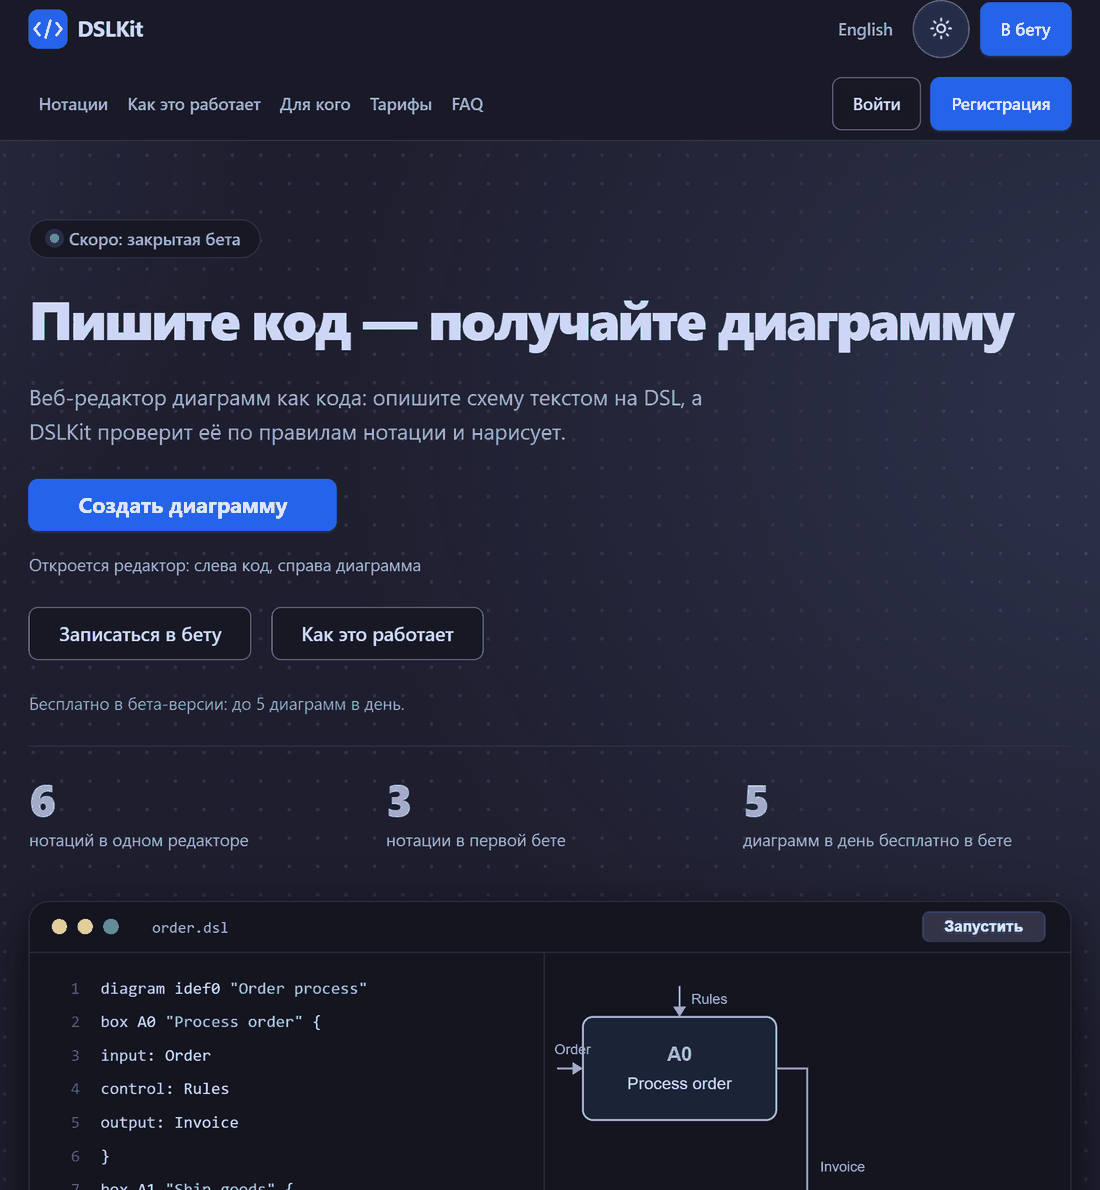 DSLKit
English
В бету
Нотации Как это работает Для кого Тарифы FAQ
Войти
Регистрация
Скоро: закрытая бета
Пишите код — получайте диаграмму
Веб-редактор диаграмм как кода: опишите схему текстом на DSL, а
DSLKit проверит её по правилам нотации и нарисует.
Создать диаграмму
Откроется редактор: слева код, справа диаграмма
Записаться в бету
Как это работает
Бесплатно в бета-версии: до 5 диаграмм в день.
6
нотаций в одном редакторе
3
нотации в первой бете
5
диаграмм в день бесплатно в бете
order.dsl
Запустить
1 diagram idef0 "Order process"
2 box A0 "Process order" {
3 input: Order
4 control: Rules
5 output: Invoice
6 }
7 box A1 "Ship goods" {
Rules
Order
A0
Process order
Invoice